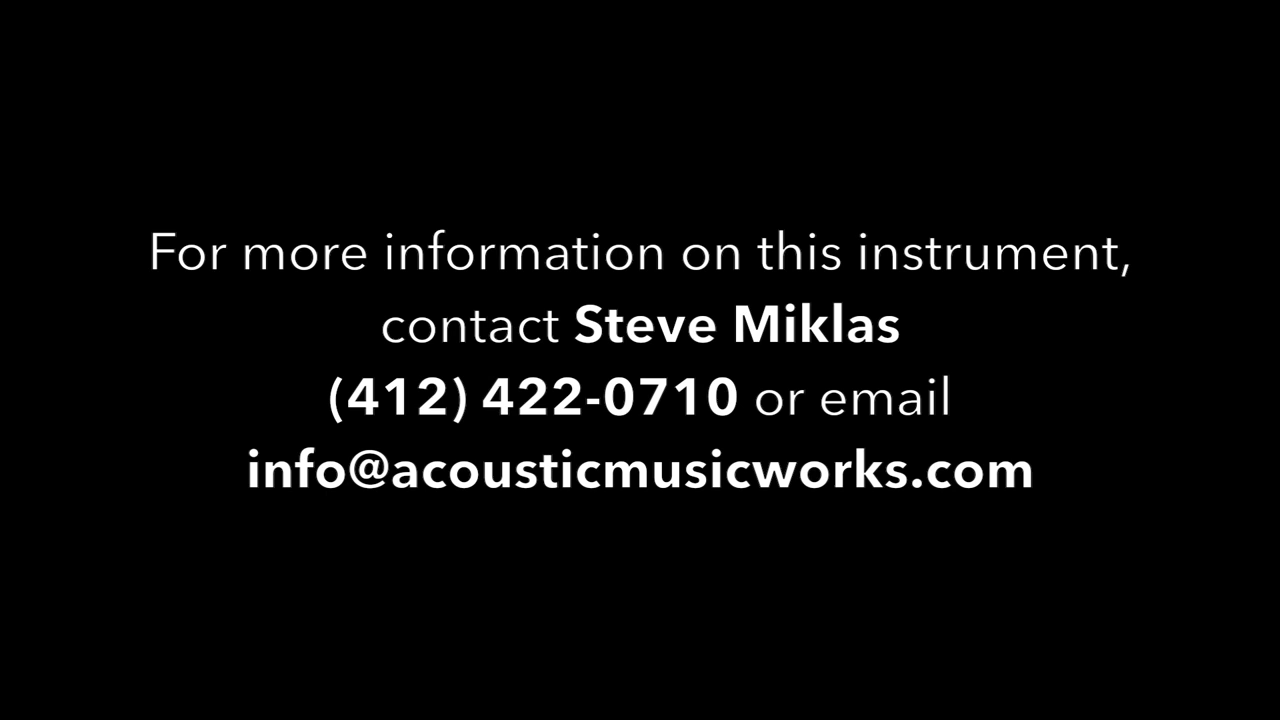 For more information on this instrument,
contact Steve Miklas
(412) 422-0710 or email
info@acousticmusicworks.com